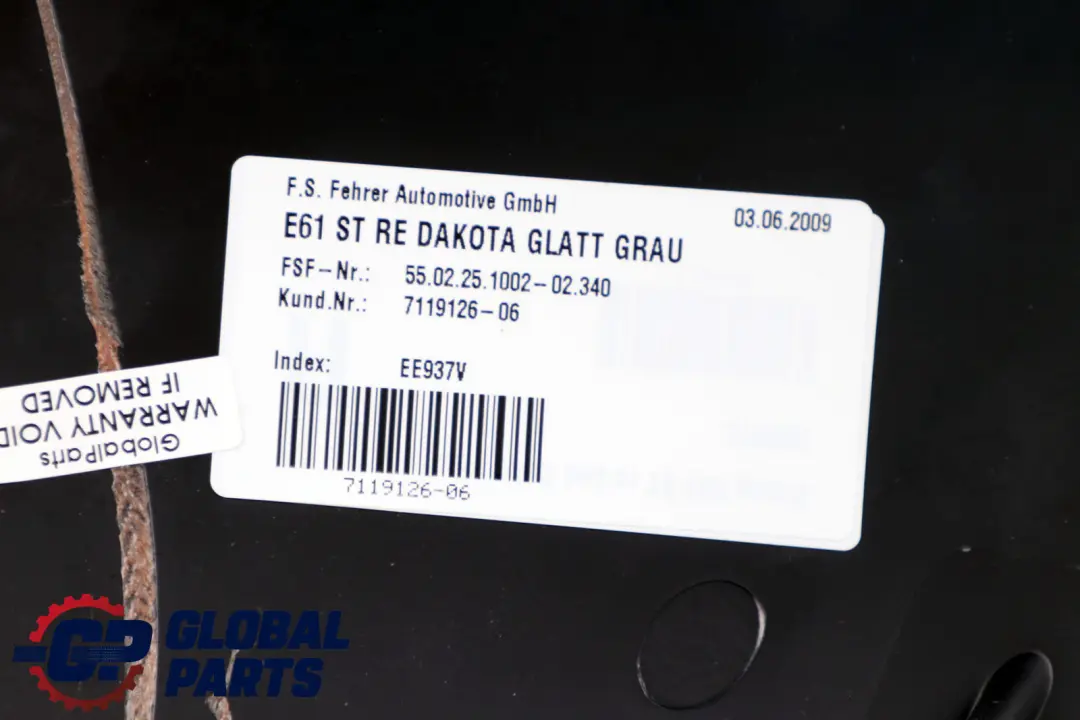 F.S. Fehrer Automotive GmbH
03.06.2009
E61 ST RE DAKOTA GLATT GRAU
FSF-Nr.: 55.02.25.1002-02.340
Kund.Nr.: 7119126-06
Index: EE937V
7119126-06
GlobalParts
WARRANTY VOID
IF REMOVED
GP GLOBAL
PARTS